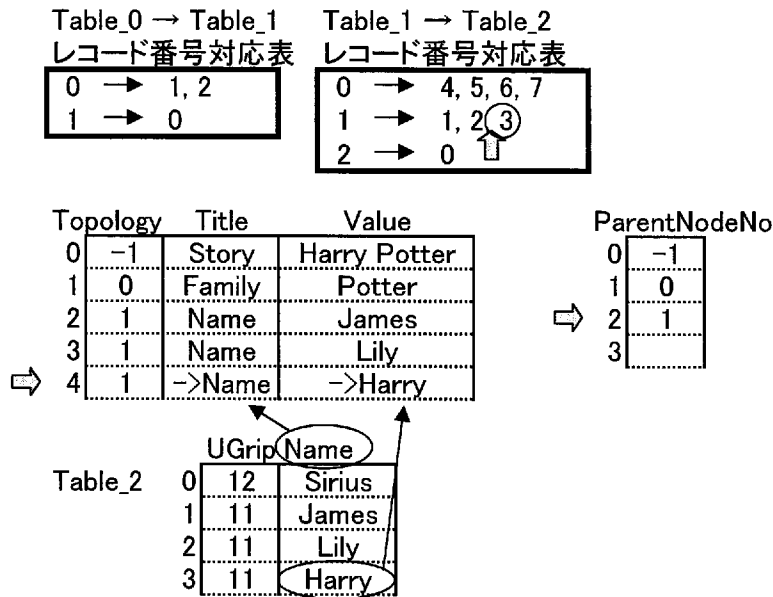 Table_0 → Table_1 Table_1 → Table_2
レコード番号対応表 レコード番号対応表
0 → 1, 2 0 → 4, 5, 6, 7
1 → 0 1 → 1, 2 3
2 → 0
Topology Title Value ParentNodeNo
0 -1 Story Harry Potter 0 -1
1 0 Family Potter 1 0
2 1 Name James 2 1
3 1 Name Lily 3
4 1 ->Name ->Harry
UGrip Name
Table_2 0 12 Sirius
1 11 James
2 11 Lily
3 11 Harry